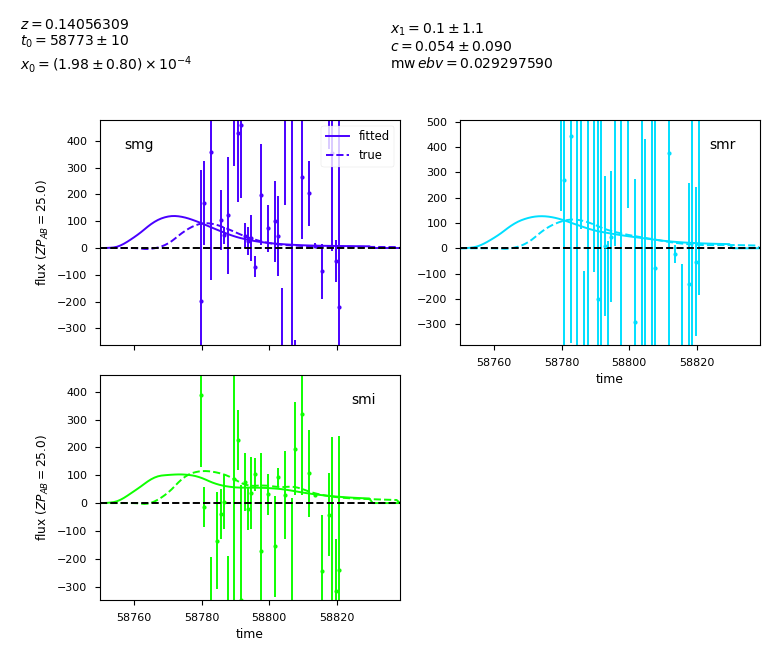 z = 0.14056309
t₀ = 58773 ± 10
x₀ = (1.98 ± 0.80) × 10⁻⁴
x₁ = 0.1 ± 1.1
c = 0.054 ± 0.090
mw ebv = 0.029297590
smg
fitted
true
400
300
200
100
0
−100
−200
−300
flux (ZP_AB = 25.0)
smr
500
400
300
200
100
0
−100
−200
−300
58760 58780 58800 58820
time
smi
400
300
200
100
0
−100
−200
−300
flux (ZP_AB = 25.0)
58760 58780 58800 58820
time